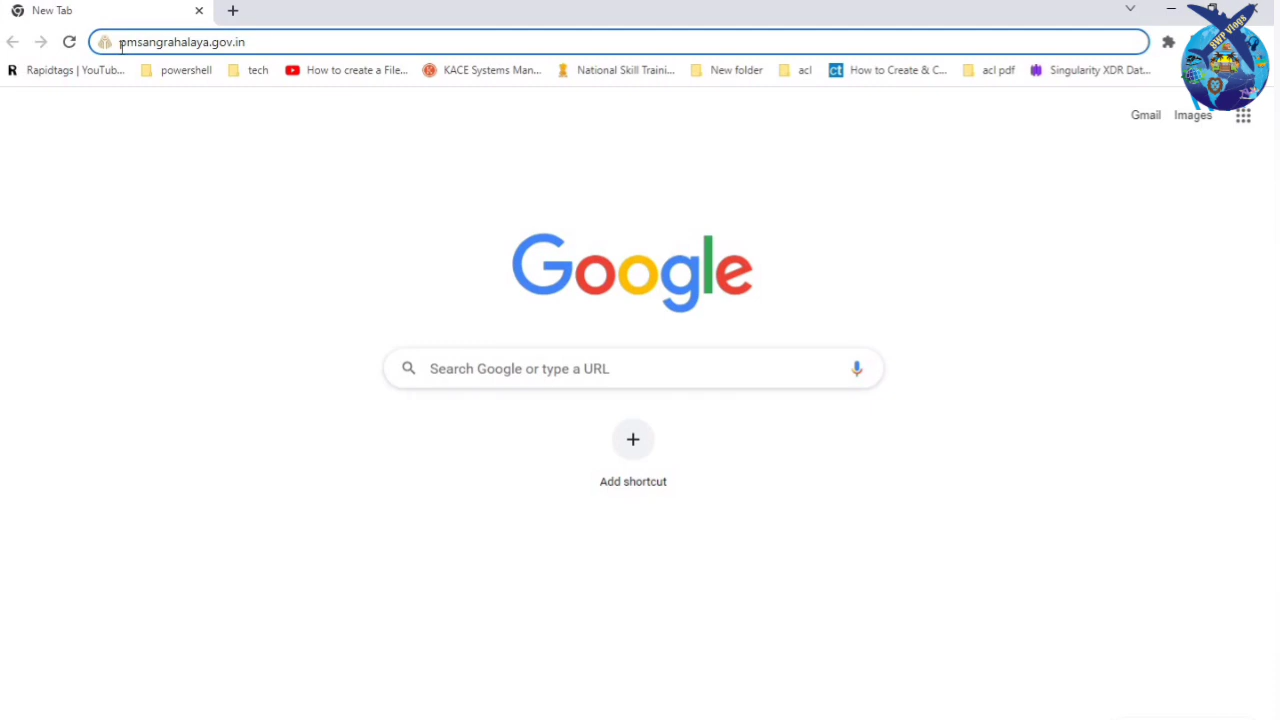 New Tab
pmsangrahalaya.gov.in
Rapidtags | YouTub... powershell tech How to create a File... KACE Systems Man... National Skill Traini... New folder acl How to Create & C... acl pdf Singularity XDR Dat...
BWP Vlogs
Gmail Images
Google
Search Google or type a URL
Add shortcut